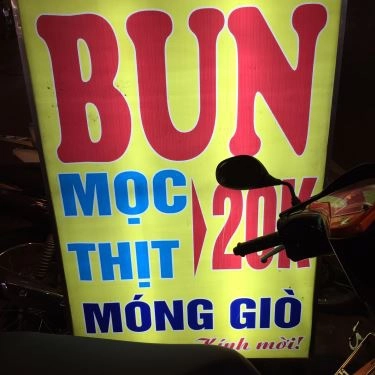 BUN
MỌC
THỊT
20K
MÓNG GIÒ
Kính mời!